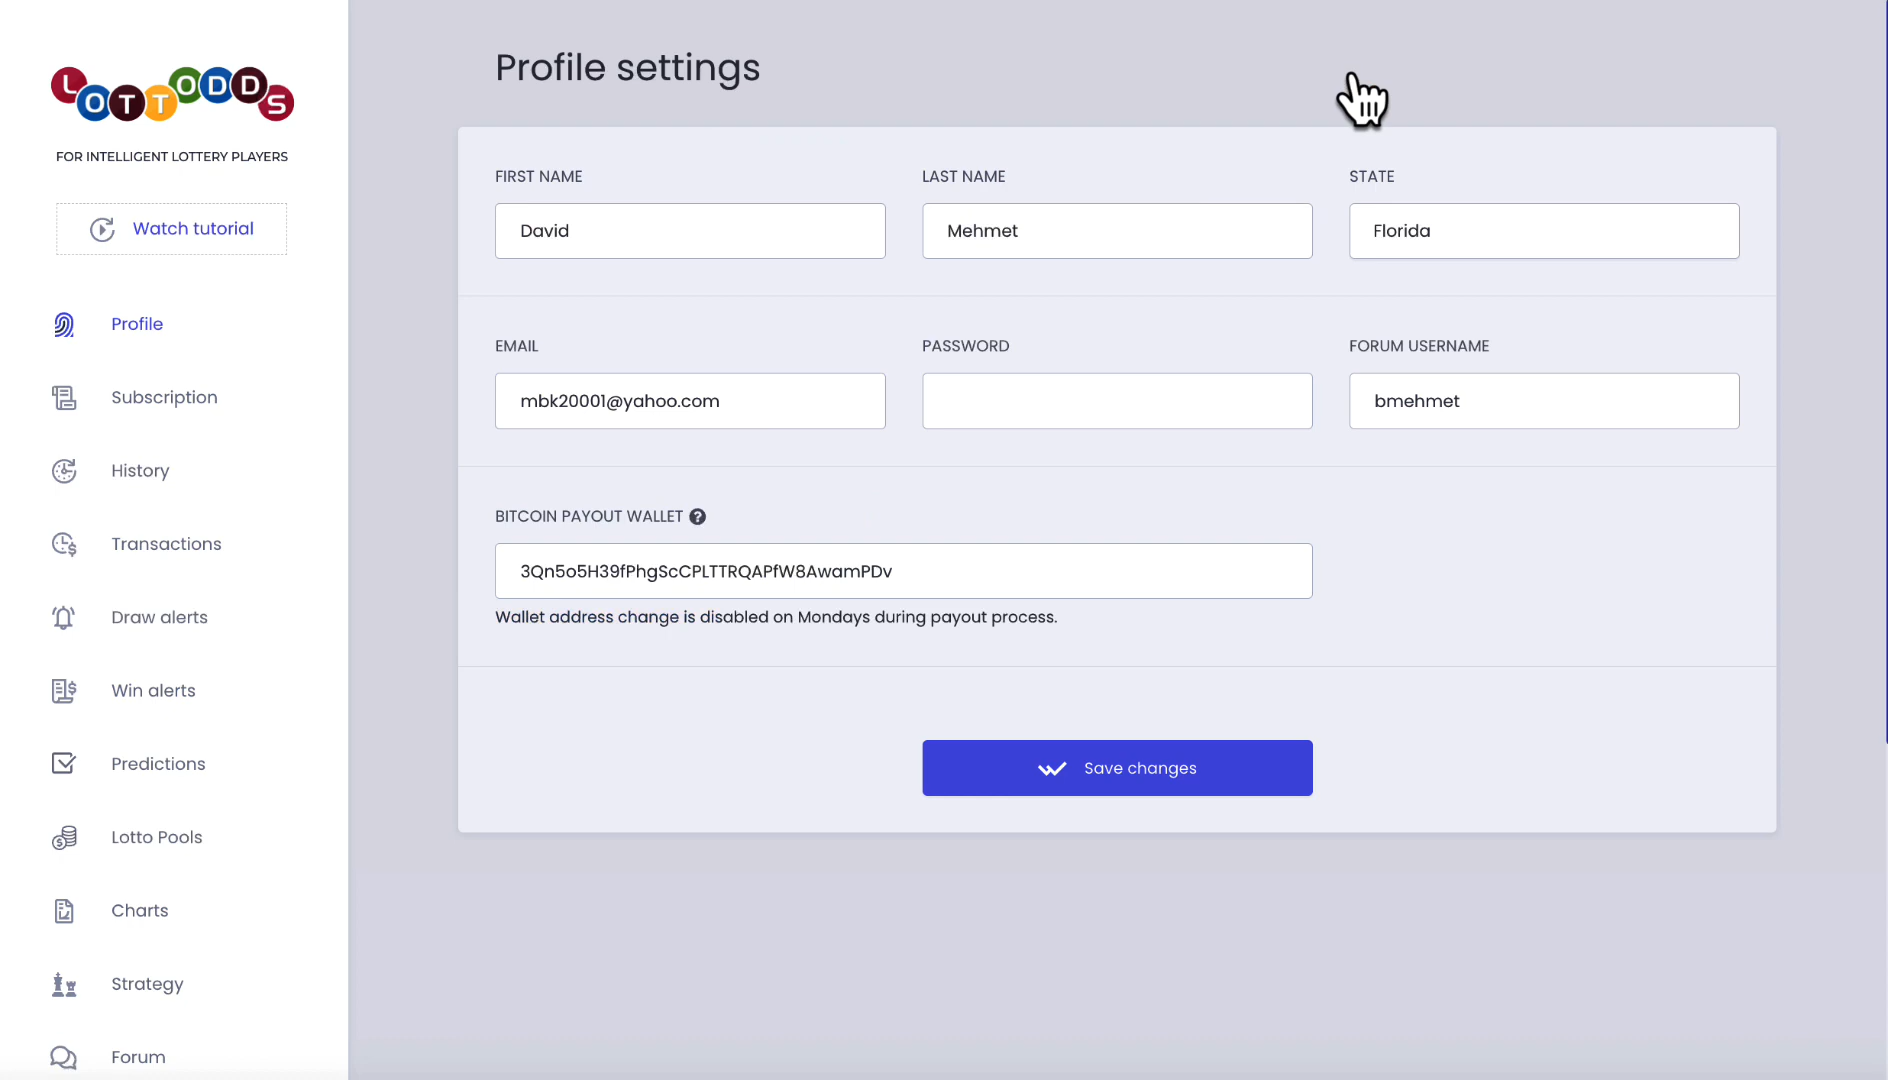 LOTTODDS
FOR INTELLIGENT LOTTERY PLAYERS
Watch tutorial
Profile
Subscription
History
Transactions
Draw alerts
Win alerts
Predictions
Lotto Pools
Charts
Strategy
Forum
Profile settings
FIRST NAME LAST NAME STATE
David Mehmet Florida
EMAIL PASSWORD FORUM USERNAME
mbk20001@yahoo.com bmehmet
BITCOIN PAYOUT WALLET ?
3Qn5o5H39fPhgScCPLTTRQAPfW8AwamPDv
Wallet address change is disabled on Mondays during payout process.
Save changes